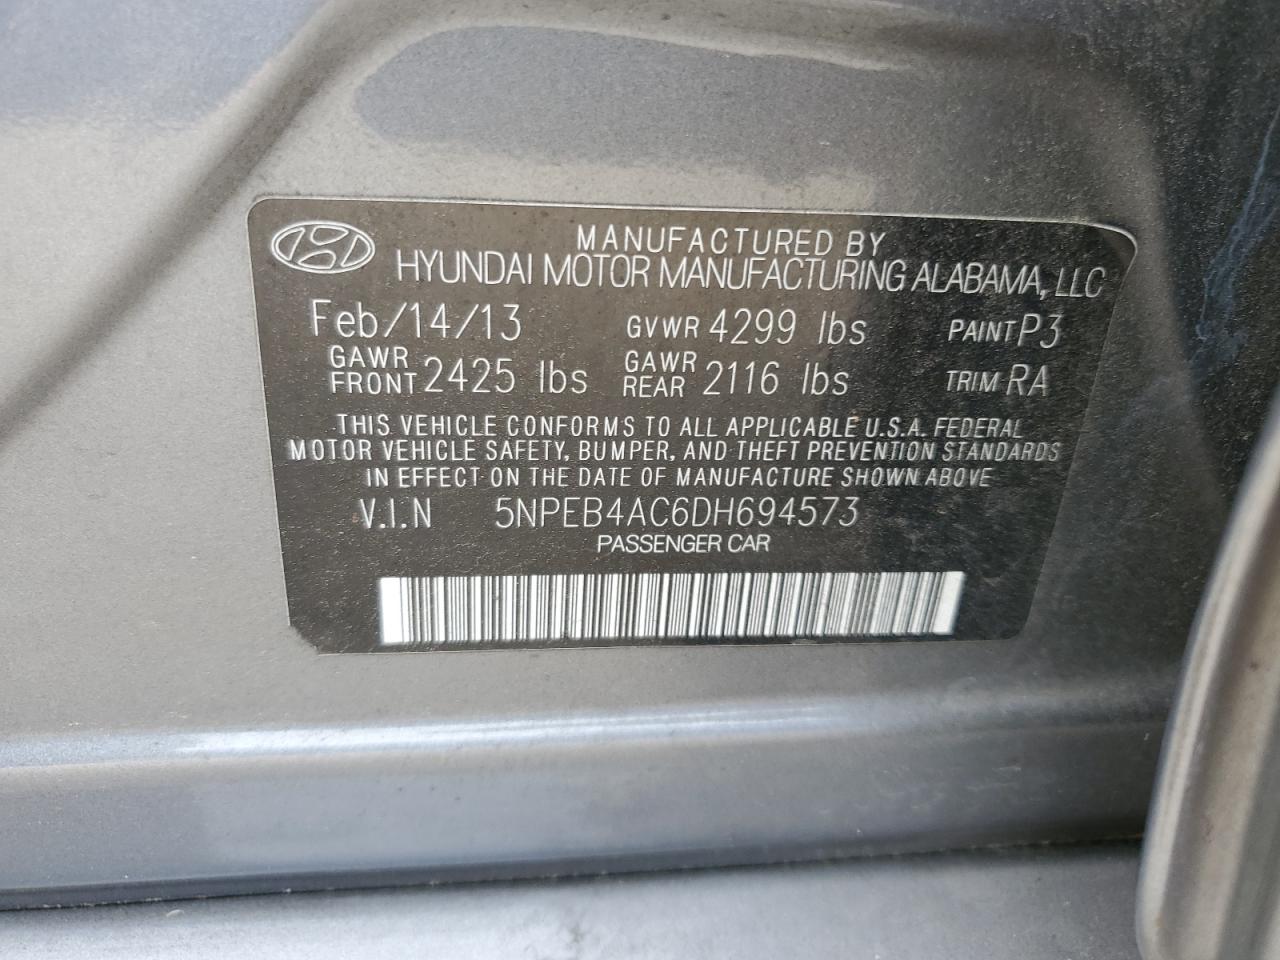 MANUFACTURED BY
HYUNDAI MOTOR MANUFACTURING ALABAMA, LLC
Feb/14/13 GVWR 4299 lbs PAINT P3
GAWR FRONT 2425 lbs GAWR REAR 2116 lbs TRIM RA
THIS VEHICLE CONFORMS TO ALL APPLICABLE U.S.A. FEDERAL
MOTOR VEHICLE SAFETY, BUMPER, AND THEFT PREVENTION STANDARDS
IN EFFECT ON THE DATE OF MANUFACTURE SHOWN ABOVE
V.I.N 5NPEB4AC6DH694573
PASSENGER CAR